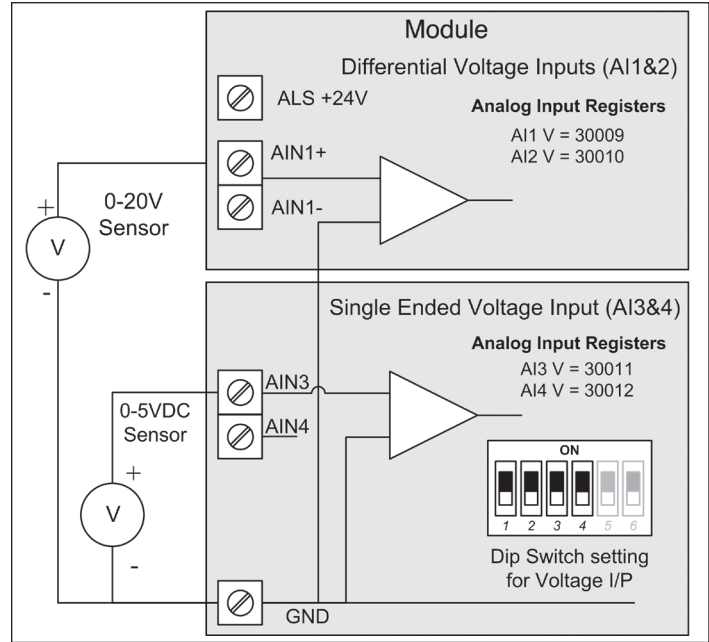 Module
Differential Voltage Inputs (AI1&2)
ALS +24V
Analog Input Registers
AI1 V = 30009
AI2 V = 30010
AIN1+
AIN1-
+
0-20V
Sensor
V
-
Single Ended Voltage Input (AI3&4)
Analog Input Registers
AI3 V = 30011
AI4 V = 30012
AIN3
AIN4
0-5VDC
Sensor
+
V
-
ON
1 2 3 4 5 6
Dip Switch setting
for Voltage I/P
GND